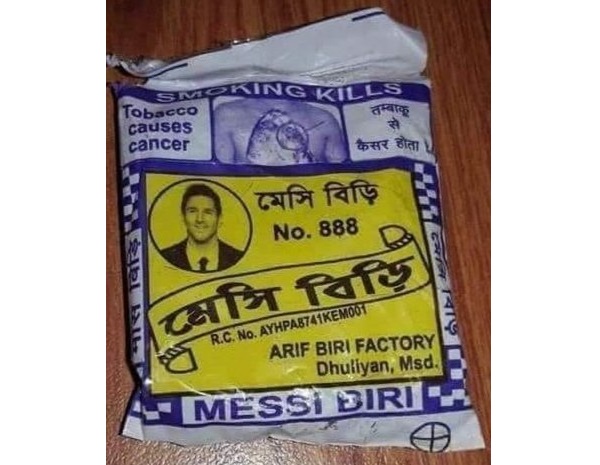 SMOKING KILLS
Tobacco
causes
cancer
तम्बाकू
से
कैंसर होता
মেসি বিড়ি
No. 888
মেসি বিড়ি
R.C. No. AYHPA8741KEM001
ARIF BIRI FACTORY
Dhuliyan, Msd.
MESSI BIRI
মেসি বিড়ি
মেসি বিড়ি